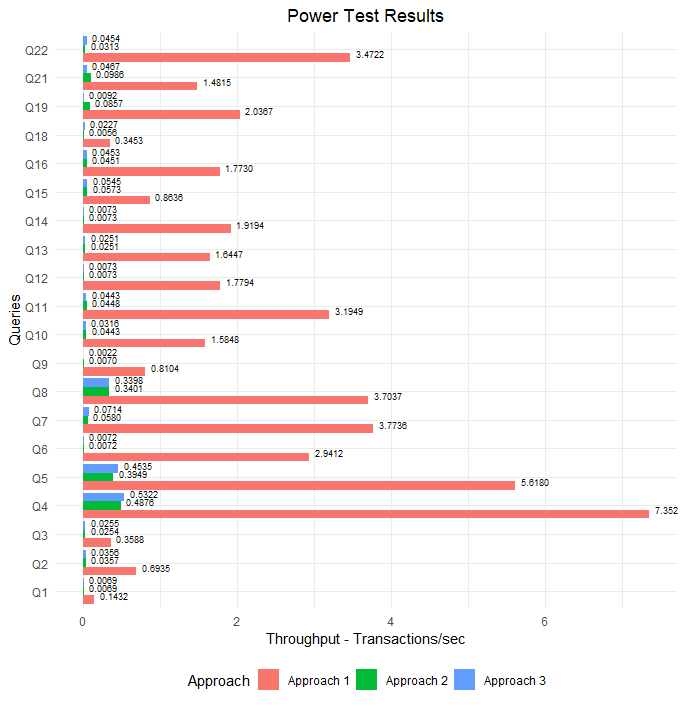 Power Test Results
Queries
Q22
0.0454
0.0313
3.4722
Q21
0.0467
0.0986
1.4815
Q19
0.0092
0.0857
2.0367
Q18
0.0227
0.0056
0.3453
Q16
0.0453
0.0451
1.7730
Q15
0.0545
0.0573
0.8636
Q14
0.0073
0.0073
1.9194
Q13
0.0251
0.0251
1.6447
Q12
0.0073
0.0073
1.7794
Q11
0.0443
0.0448
3.1949
Q10
0.0316
0.0443
1.5848
Q9
0.0022
0.0070
0.8104
Q8
0.3398
0.3401
3.7037
Q7
0.0714
0.0580
3.7736
Q6
0.0072
0.0072
2.9412
Q5
0.4535
0.3949
5.6180
Q4
0.5322
0.4876
7.352
Q3
0.0255
0.0254
0.3588
Q2
0.0356
0.0357
0.6935
Q1
0.0069
0.0069
0.1432
0 2 4 6
Throughput - Transactions/sec
Approach Approach 1 Approach 2 Approach 3